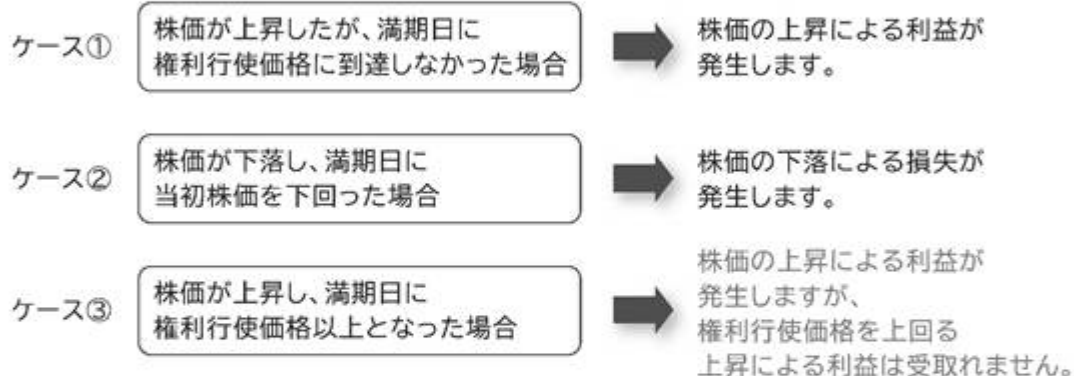 ケース①
株価が上昇したが、満期日に
権利行使価格に到達しなかった場合
株価の上昇による利益が
発生します。
ケース②
株価が下落し、満期日に
当初株価を下回った場合
株価の下落による損失が
発生します。
ケース③
株価が上昇し、満期日に
権利行使価格以上となった場合
株価の上昇による利益が
発生しますが、
権利行使価格を上回る
上昇による利益は受取れません。